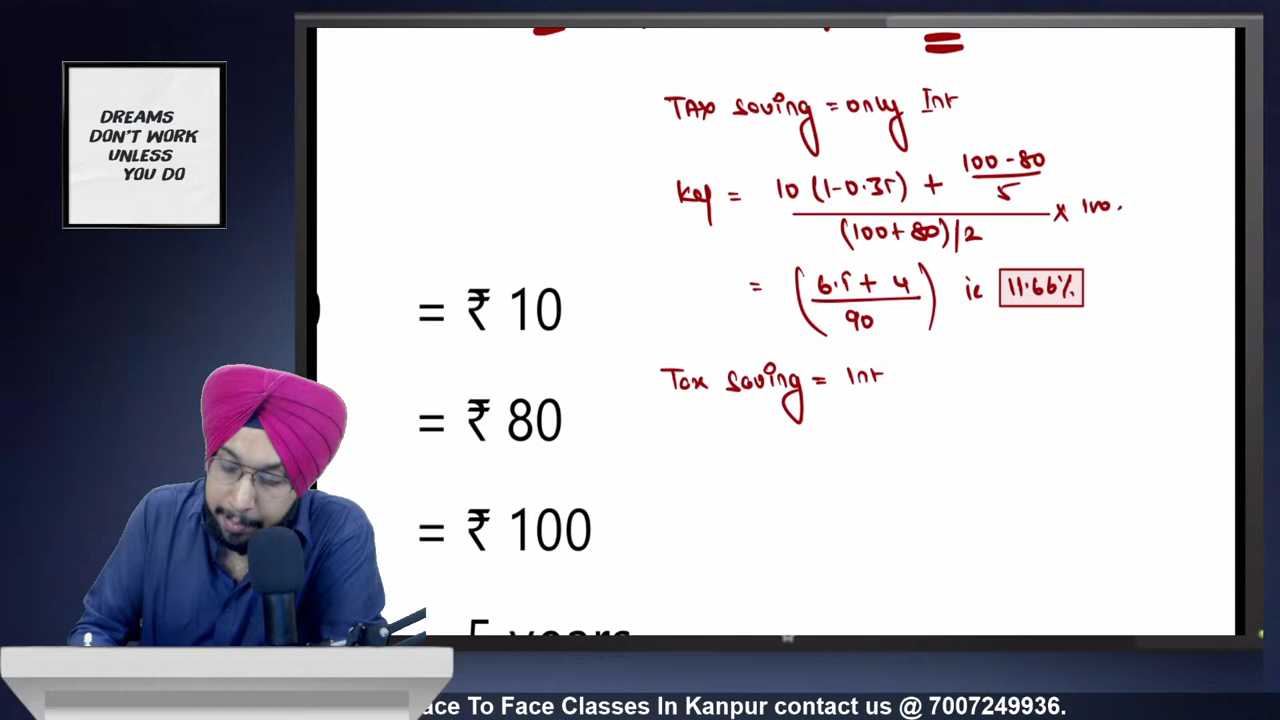 DREAMS
DON'T WORK
UNLESS
YOU DO
TAX Saving = only Int
10 (1-0.35) + 100-80 / 5
(100+80)/2 × 100.
= (6.5 + 4 / 90) ie 11.66%
Tax Saving = Int
= ₹ 10
= ₹ 80
= ₹ 100
5 years
ace To Face Classes In Kanpur contact us @ 7007249936.